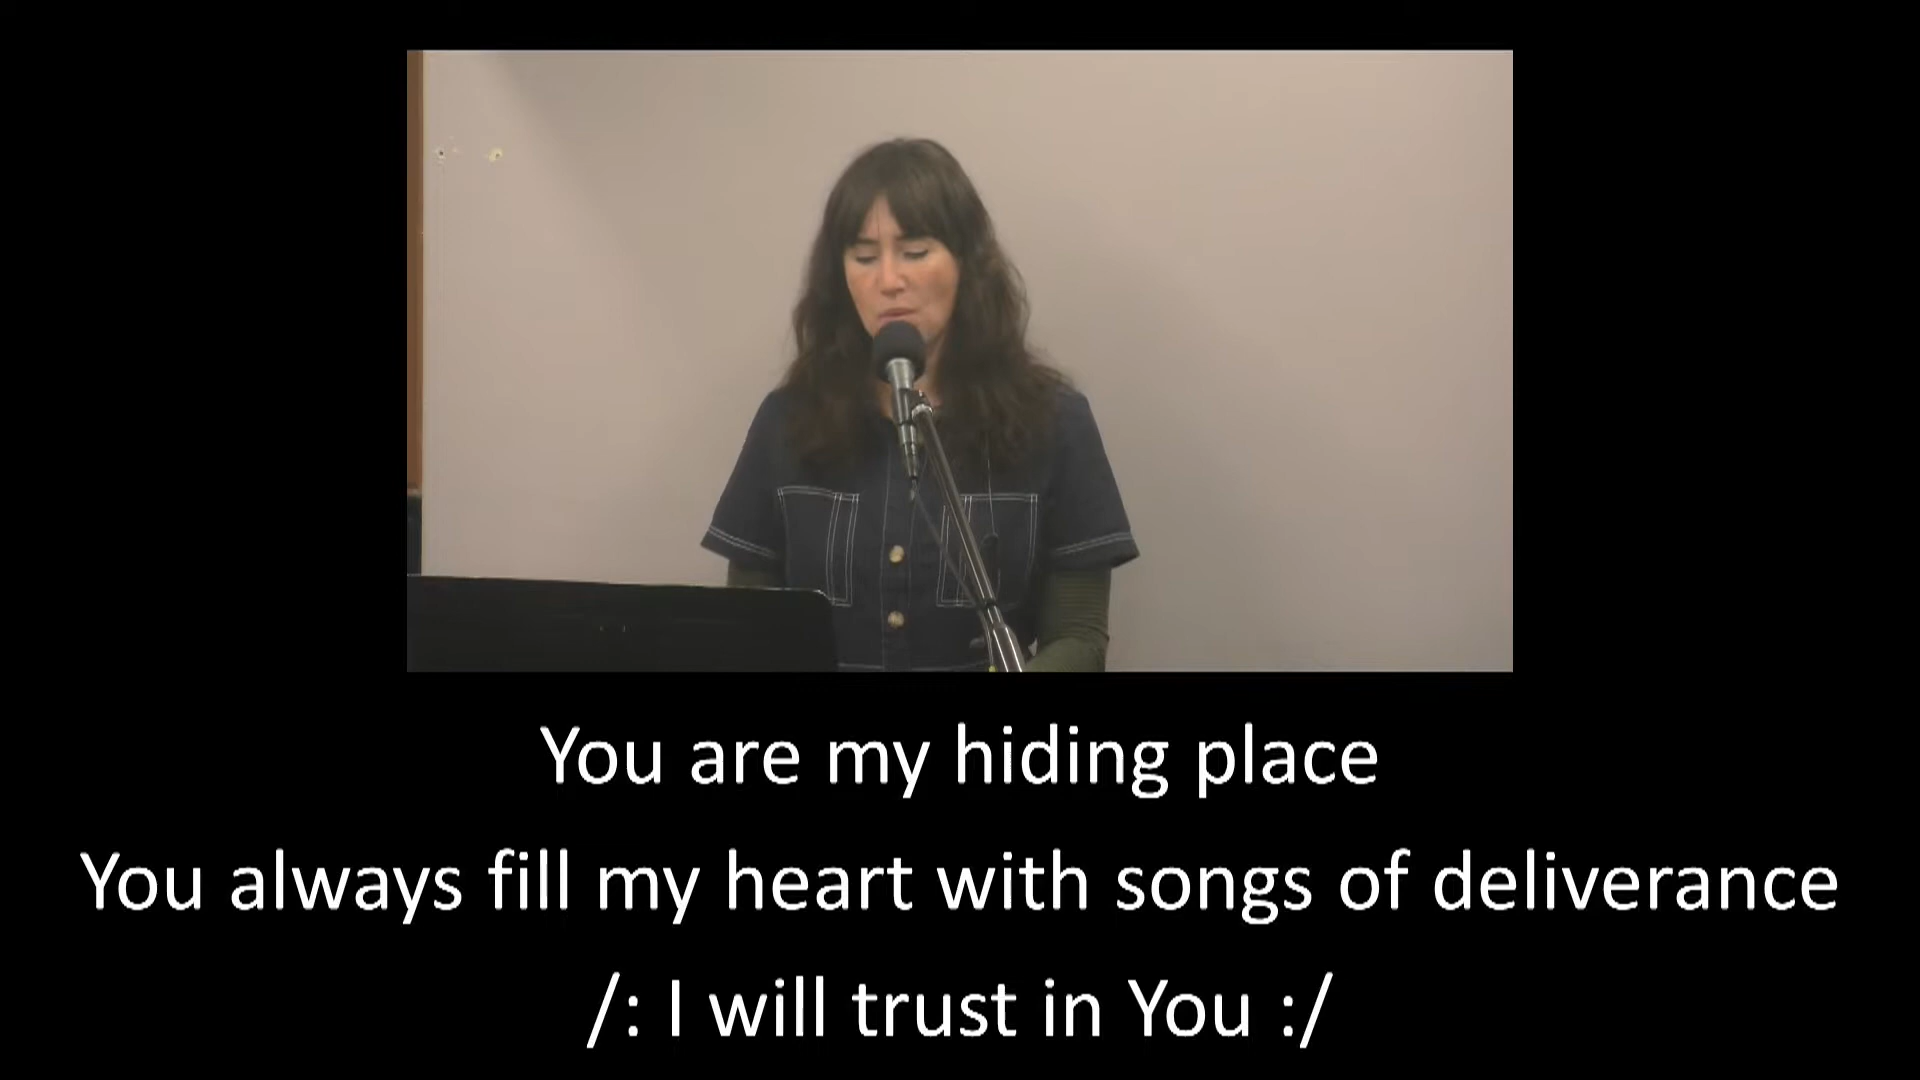 You are my hiding place
You always fill my heart with songs of deliverance
/: I will trust in You :/